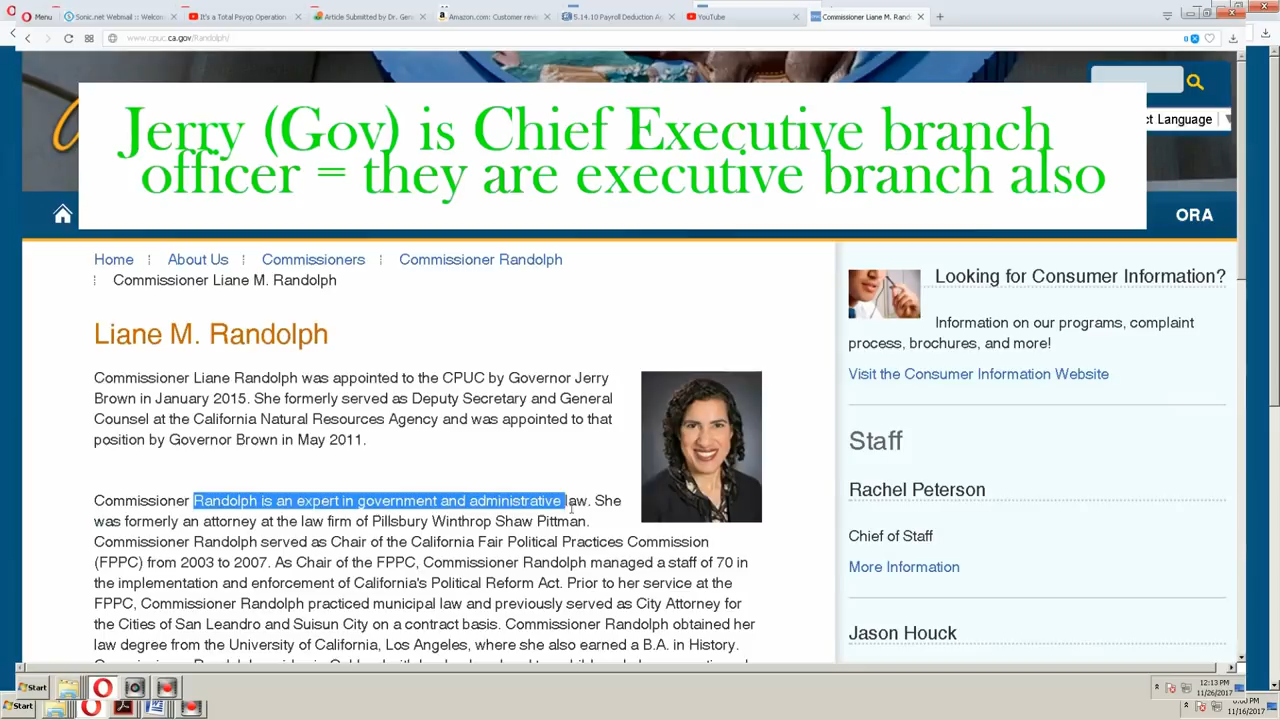 Menu
Sonic.net Webmail :: Welcom
It's a Total Psyop Operation
Article Submitted by Dr. Gen
Amazon.com: Customer revi
5.14.10 Payroll Deduction A
YouTube
Commissioner Liane M. Rand
www.cpuc.ca.gov/Randolph/
Jerry (Gov) is Chief Executive branch
officer = they are executive branch also
ct Language
ORA
Home
About Us
Commissioners
Commissioner Randolph
Commissioner Liane M. Randolph
Liane M. Randolph
Commissioner Liane Randolph was appointed to the CPUC by Governor Jerry
Brown in January 2015. She formerly served as Deputy Secretary and General
Counsel at the California Natural Resources Agency and was appointed to that
position by Governor Brown in May 2011.
Commissioner Randolph is an expert in government and administrative law. She
was formerly an attorney at the law firm of Pillsbury Winthrop Shaw Pittman.
Commissioner Randolph served as Chair of the California Fair Political Practices Commission
(FPPC) from 2003 to 2007. As Chair of the FPPC, Commissioner Randolph managed a staff of 70 in
the implementation and enforcement of California's Political Reform Act. Prior to her service at the
FPPC, Commissioner Randolph practiced municipal law and previously served as City Attorney for
the Cities of San Leandro and Suisun City on a contract basis. Commissioner Randolph obtained her
law degree from the University of California, Los Angeles, where she also earned a B.A. in History.
Looking for Consumer Information?
Information on our programs, complaint
process, brochures, and more!
Visit the Consumer Information Website
Staff
Rachel Peterson
Chief of Staff
More Information
Jason Houck
Start
12:13 PM
11/26/2017
Start
11/16/2017